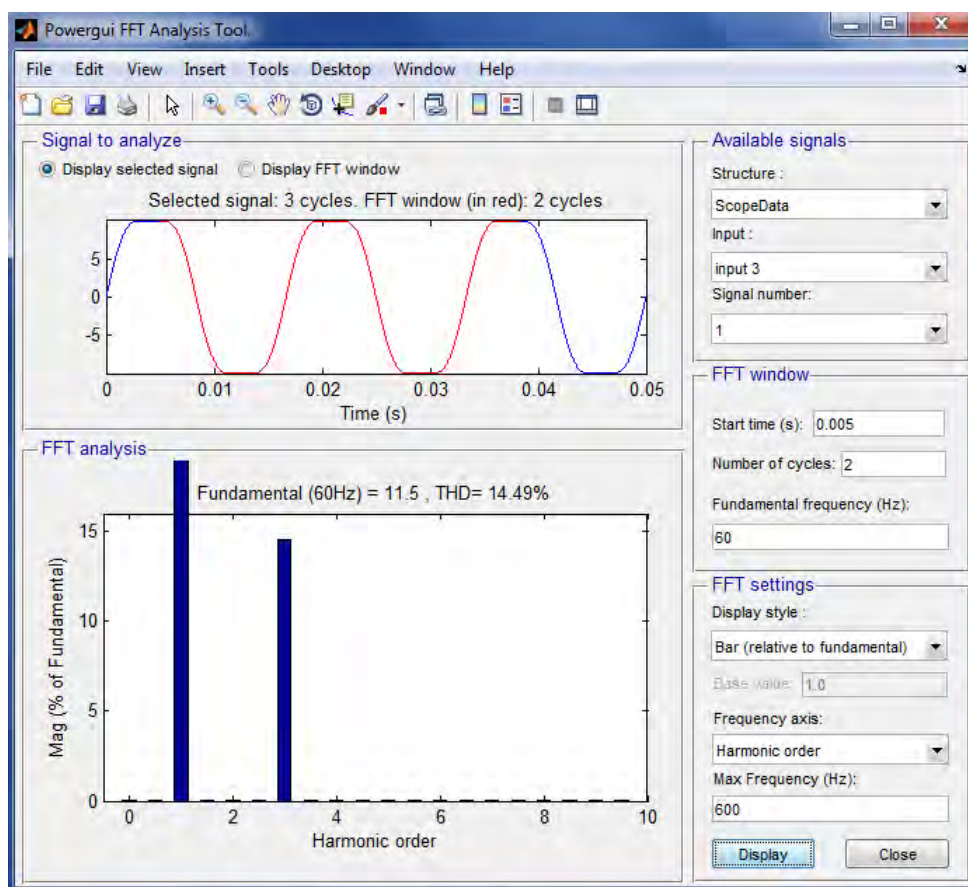 Powergui FFT Analysis Tool.
File Edit View Insert Tools Desktop Window Help
Signal to analyze
Display selected signal Display FFT window
Selected signal: 3 cycles. FFT window (in red): 2 cycles
5
0
-5
0 0.01 0.02 0.03 0.04 0.05
Time (s)
FFT analysis
Fundamental (60Hz) = 11.5 , THD= 14.49%
15
10
5
0
Mag (% of Fundamental)
0 2 4 6 8 10
Harmonic order
Available signals
Structure :
ScopeData
Input :
input 3
Signal number:
1
FFT window
Start time (s): 0.005
Number of cycles: 2
Fundamental frequency (Hz):
60
FFT settings
Display style :
Bar (relative to fundamental)
Base value: 1.0
Frequency axis:
Harmonic order
Max Frequency (Hz):
600
Display Close